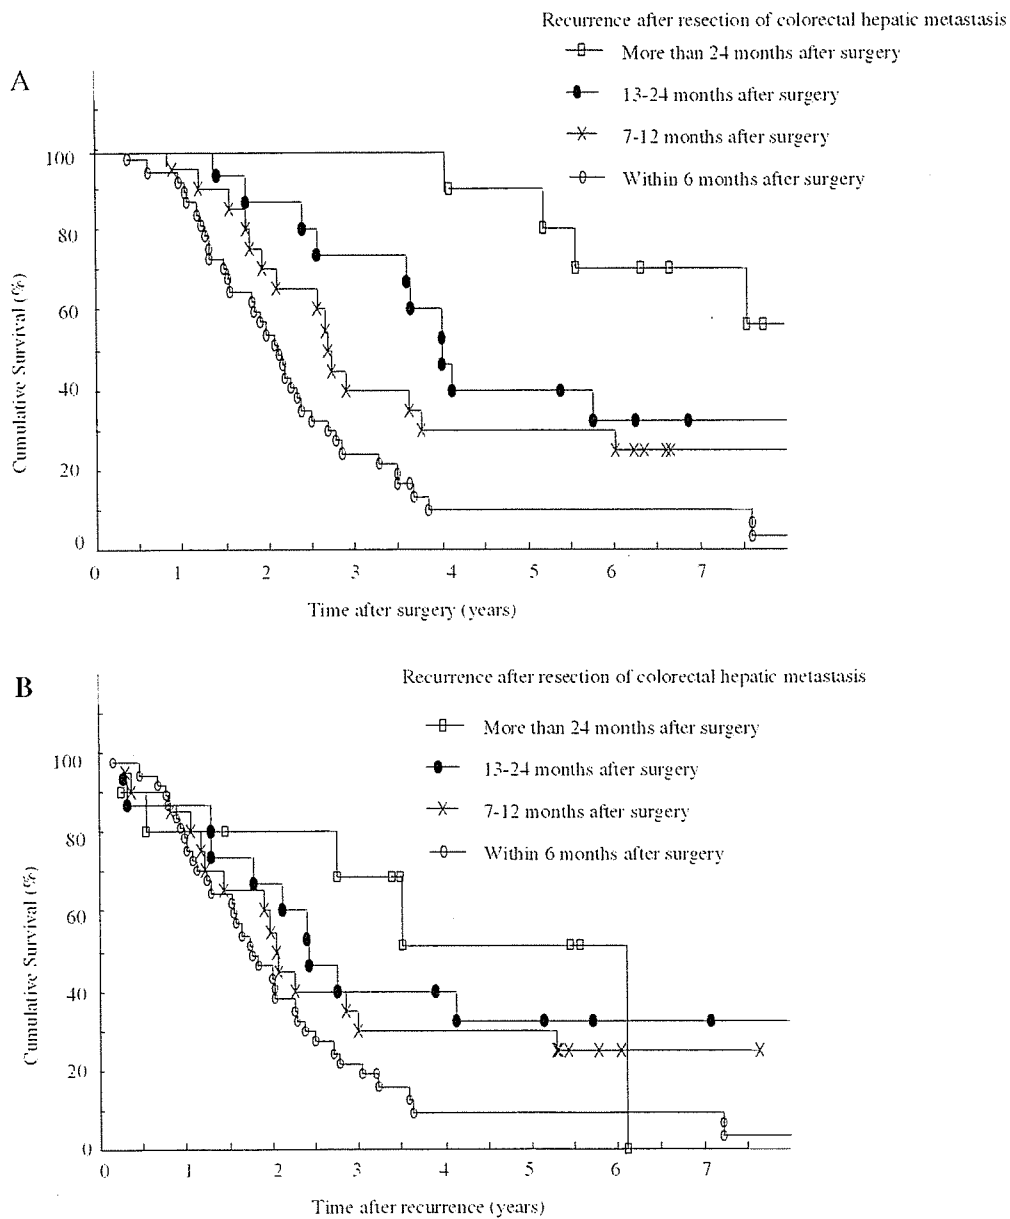 Recurrence after resection of colorectal hepatic metastasis
More than 24 months after surgery
A
13-24 months after surgery
7-12 months after surgery
Within 6 months after surgery
100
80
60
40
20
0
Cumulative Survival (%)
0 1 2 3 4 5 6 7
Time after surgery (years)
B
Recurrence after resection of colorectal hepatic metastasis
More than 24 months after surgery
13-24 months after surgery
7-12 months after surgery
Within 6 months after surgery
100
80
60
40
20
0
Cumulative Survival (%)
0 1 2 3 4 5 6 7
Time after recurrence (years)